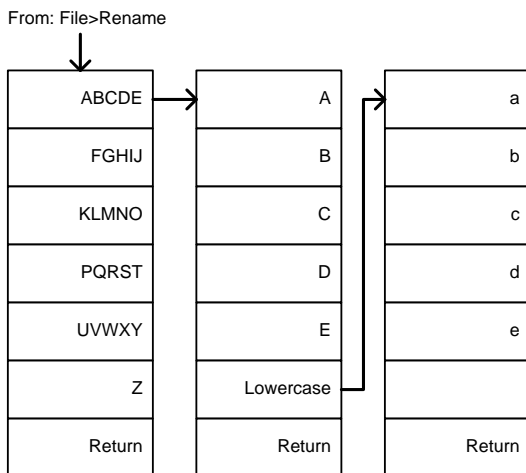 From: File>Rename
ABCDE
FGHIJ
KLMNO
PQRST
UVWXY
Z
Return
A
B
C
D
E
Lowercase
Return
a
b
c
d
e
Return